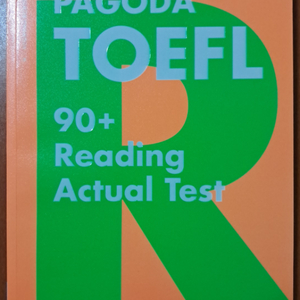 PAGODA
TOEFL
90+
Reading
Actual Test
R